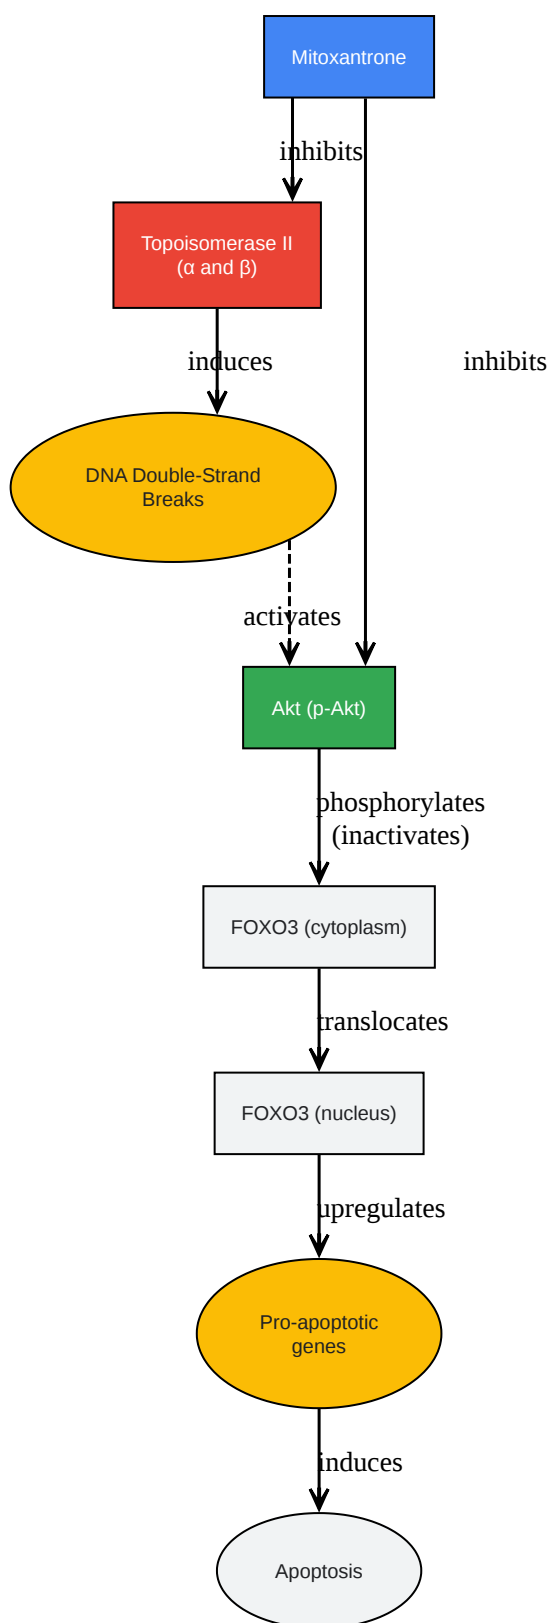 Mitoxantrone
inhibits
Topoisomerase II
(α and β)
induces
inhibits
DNA Double-Strand
Breaks
activates
Akt (p-Akt)
phosphorylates
(inactivates)
FOXO3 (cytoplasm)
translocates
FOXO3 (nucleus)
upregulates
Pro-apoptotic
genes
induces
Apoptosis